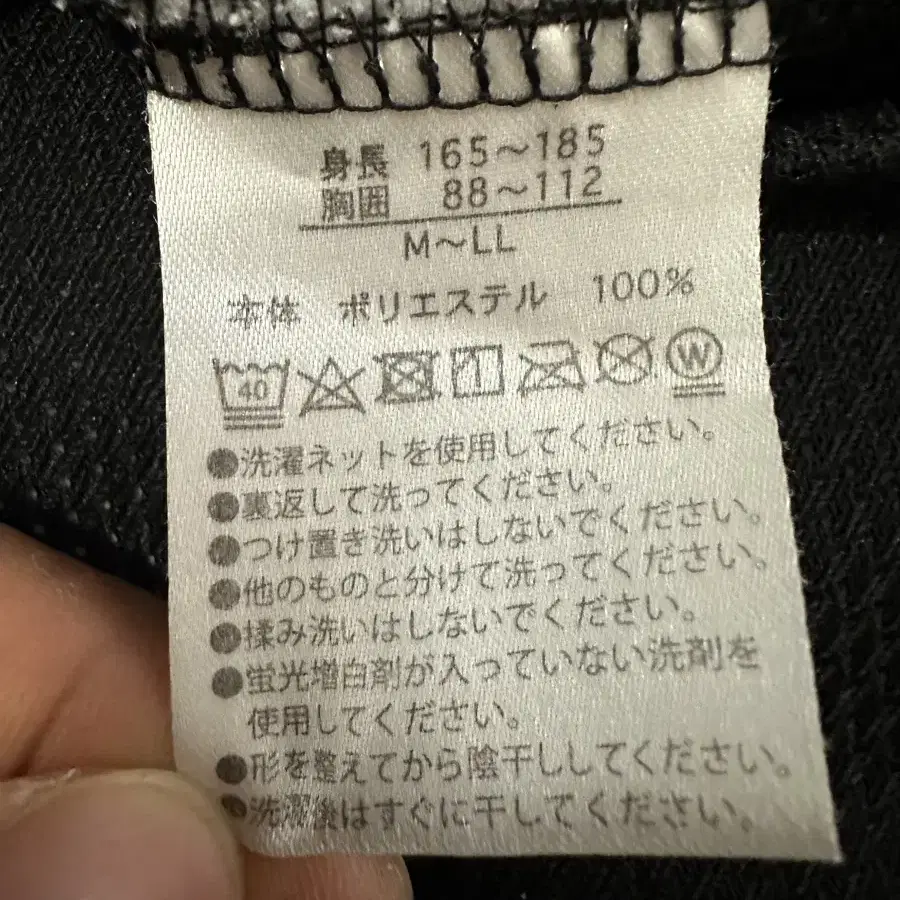 身長 165～185
胸囲 88～112
M～LL
本体 ポリエステル 100%
40 W
●洗濯ネットを使用してください。
●裏返して洗ってください。
●つけ置き洗いはしないでください。
●他のものと分けて洗ってください。
●揉み洗いはしないでください。
●蛍光増白剤が入っていない洗剤を
使用してください。
●形を整えてから陰干ししてください。
●洗濯後はすぐに干してください。